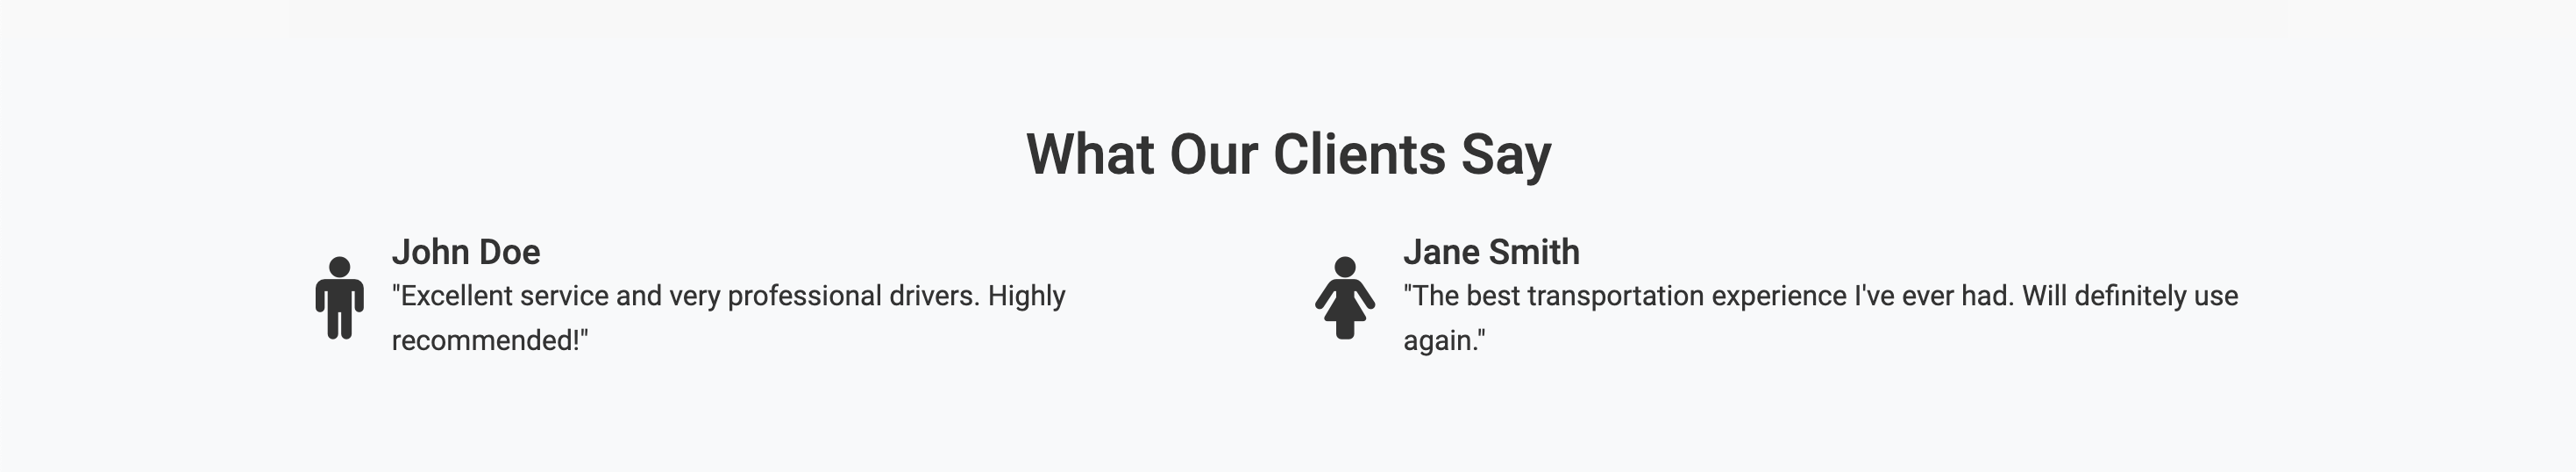 What Our Clients Say
John Doe
"Excellent service and very professional drivers. Highly
recommended!"
Jane Smith
"The best transportation experience I've ever had. Will definitely use
again."